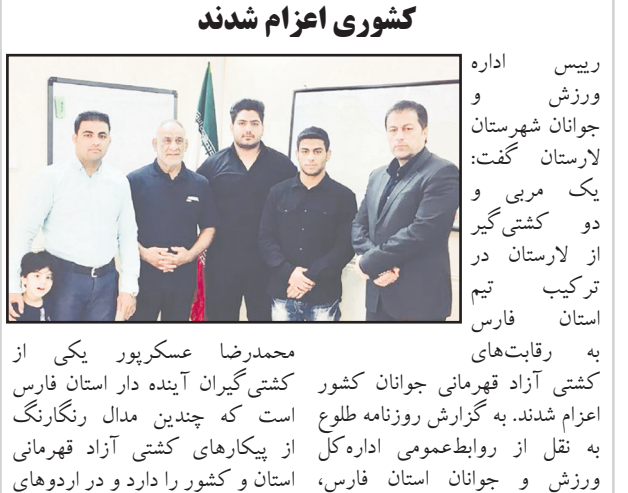 کشوری اعزام شدند
رییس اداره
ورزش و
جوانان شهرستان
لارستان گفت:
یک مربی و
دو کشتی‌گیر
از لارستان در
ترکیب تیم
استان فارس
به رقابت‌های
کشتی آزاد قهرمانی جوانان کشور
اعزام شدند. به گزارش روزنامه طلوع
به نقل از روابط‌عمومی اداره‌کل
ورزش و جوانان استان فارس،
محمدرضا عسکرپور یکی از
کشتی‌گیران آینده دار استان فارس
است که چندین مدال رنگارنگ
از پیکارهای کشتی آزاد قهرمانی
استان و کشور را دارد و در اردوهای